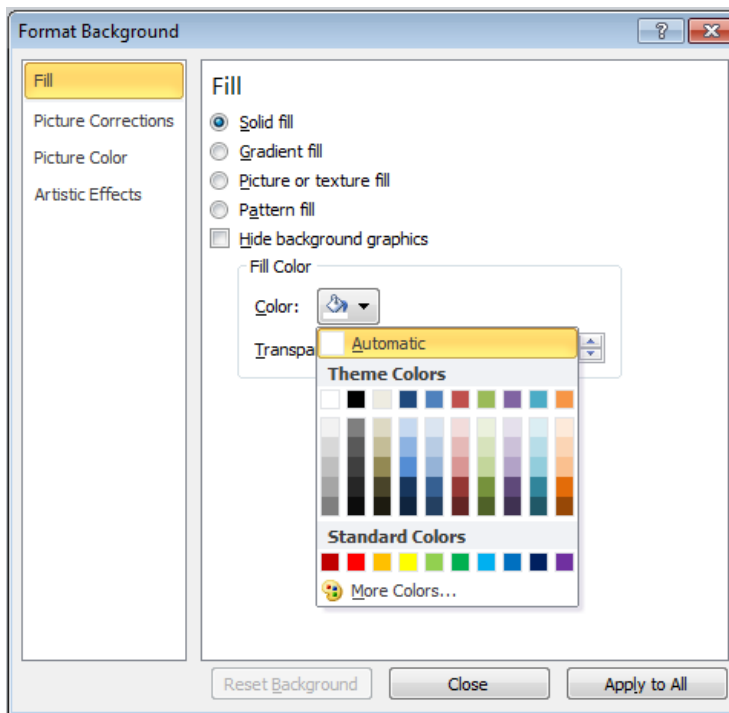 Format Background
Fill
Picture Corrections
Picture Color
Artistic Effects
Fill
Solid fill
Gradient fill
Picture or texture fill
Pattern fill
Hide background graphics
Fill Color
Color:
Transpa
Automatic
Theme Colors
Standard Colors
More Colors...
Reset Background
Close
Apply to All